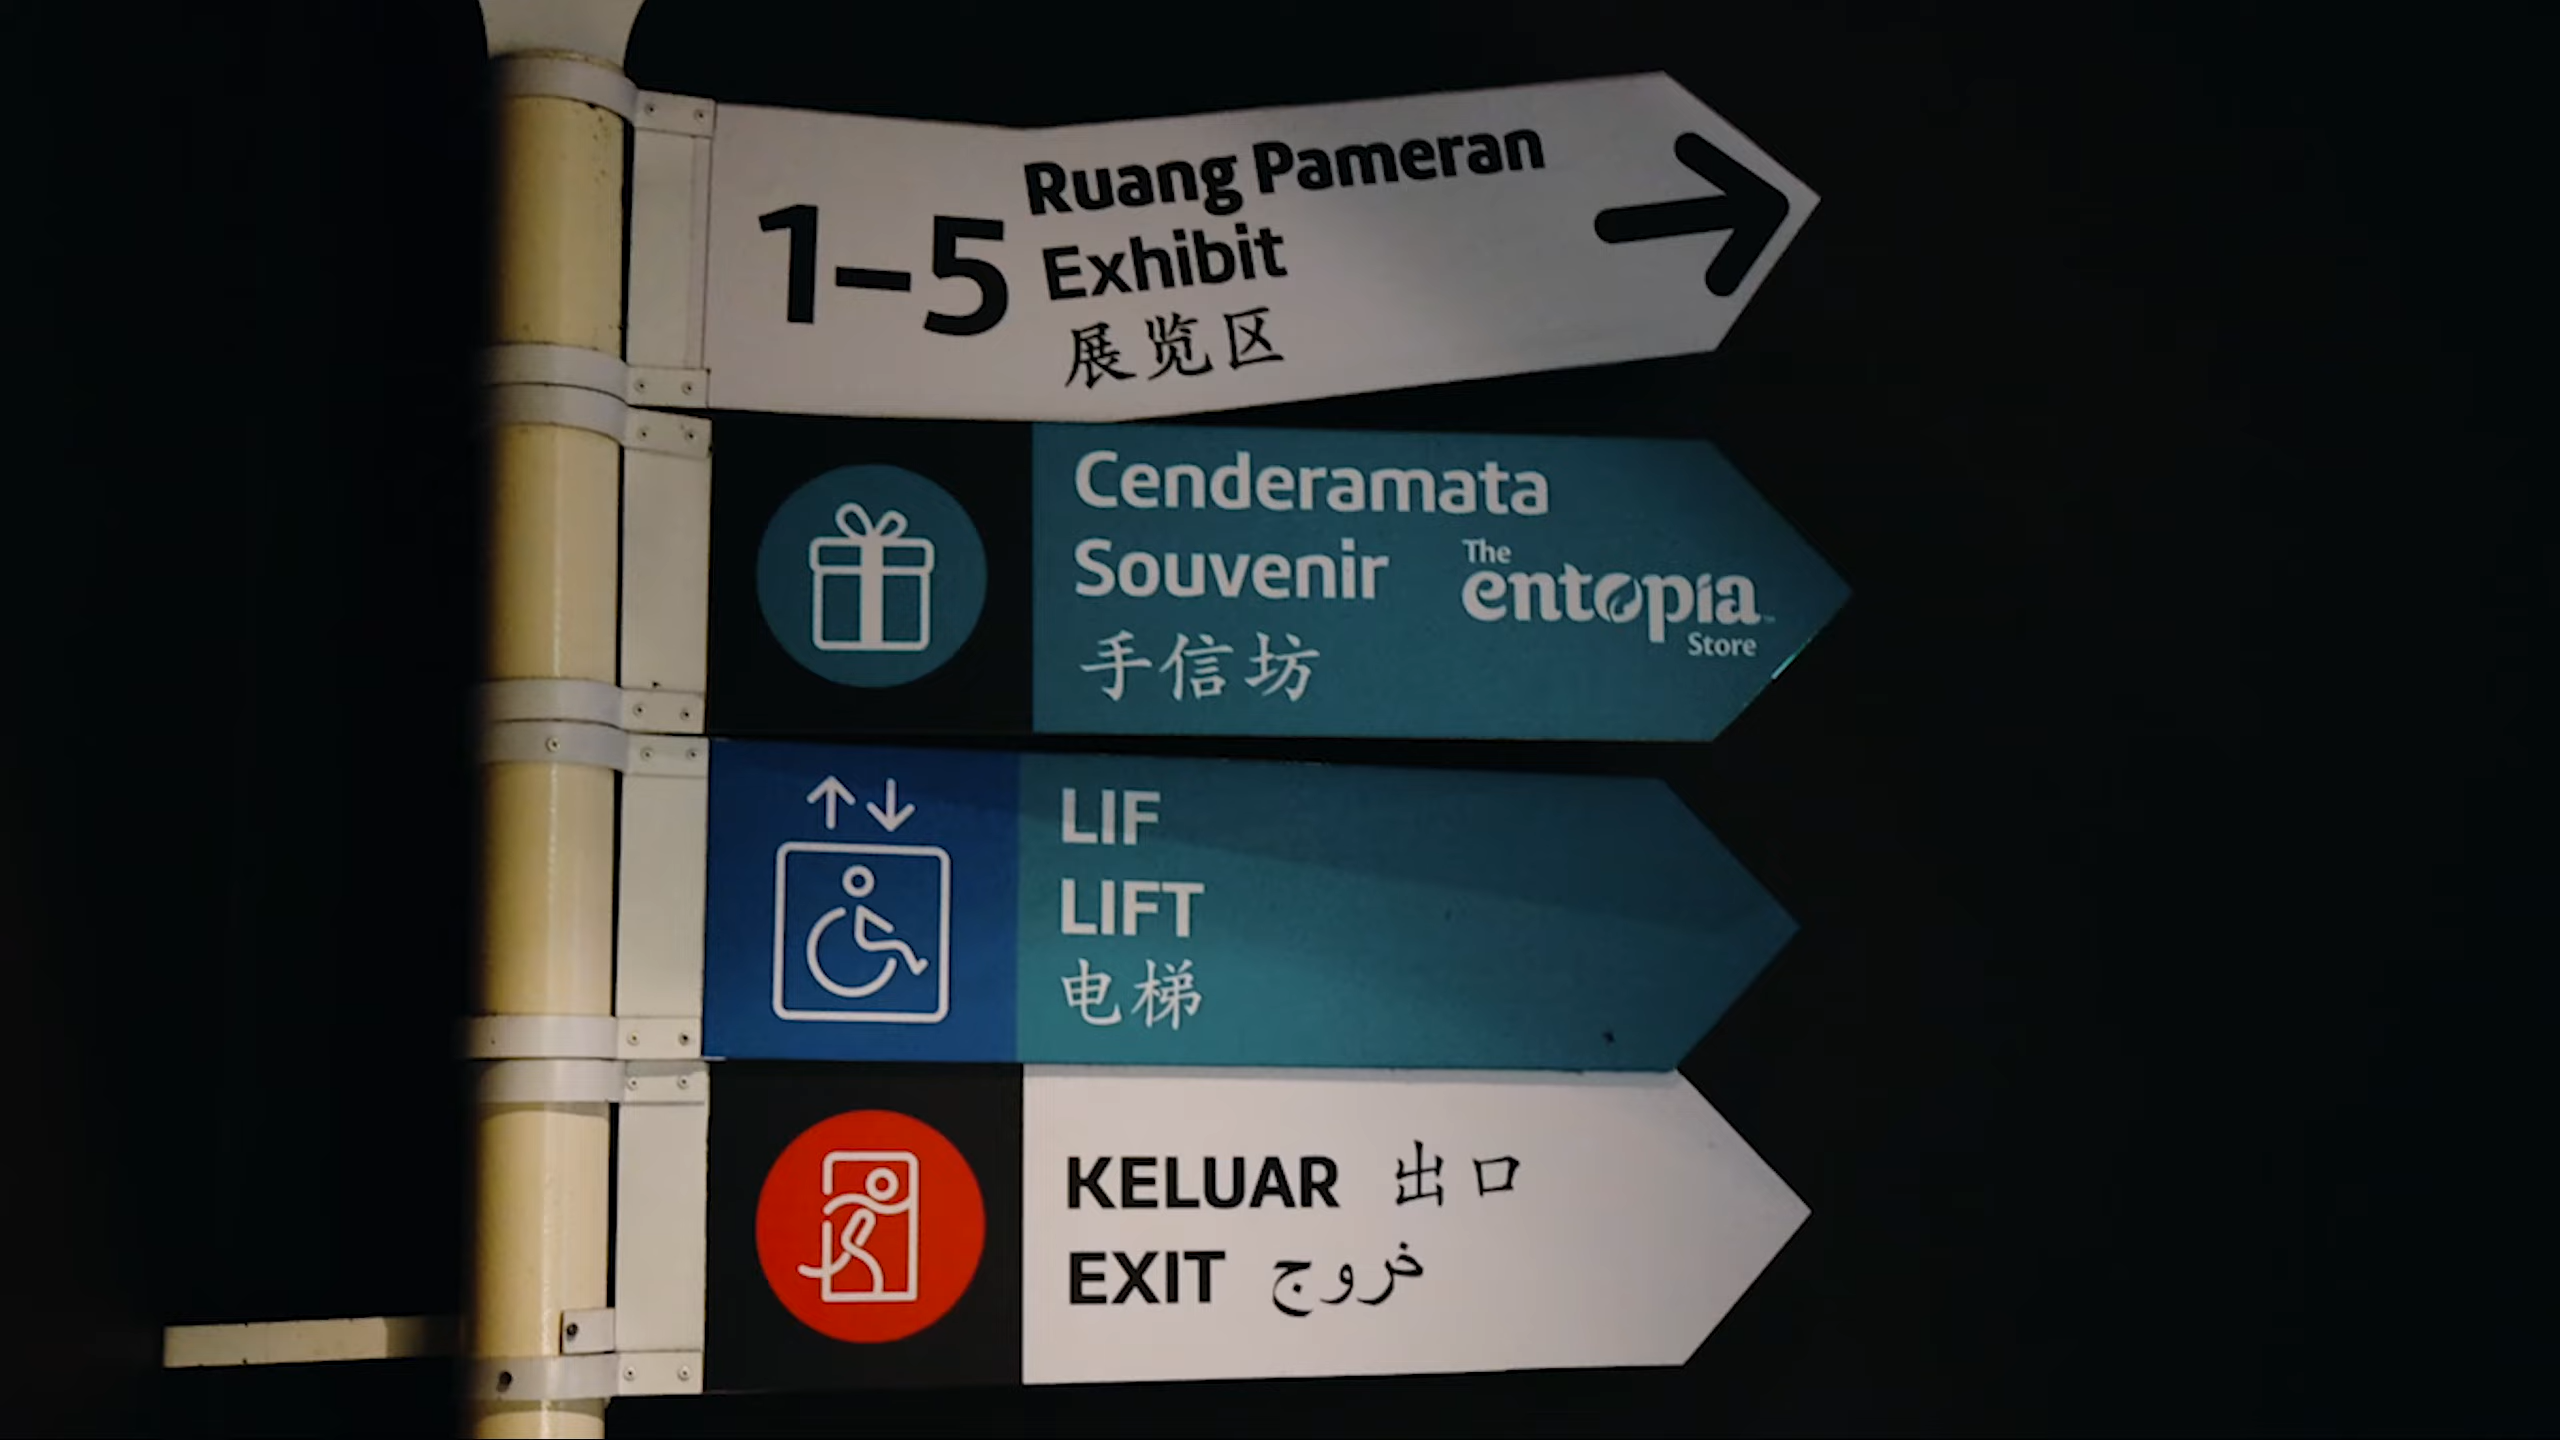 1-5
Ruang Pameran
Exhibit
展览区
Cenderamata
Souvenir
手信坊
The
entopia™
Store
LIF
LIFT
电梯
KELUAR 出口
EXIT خروج